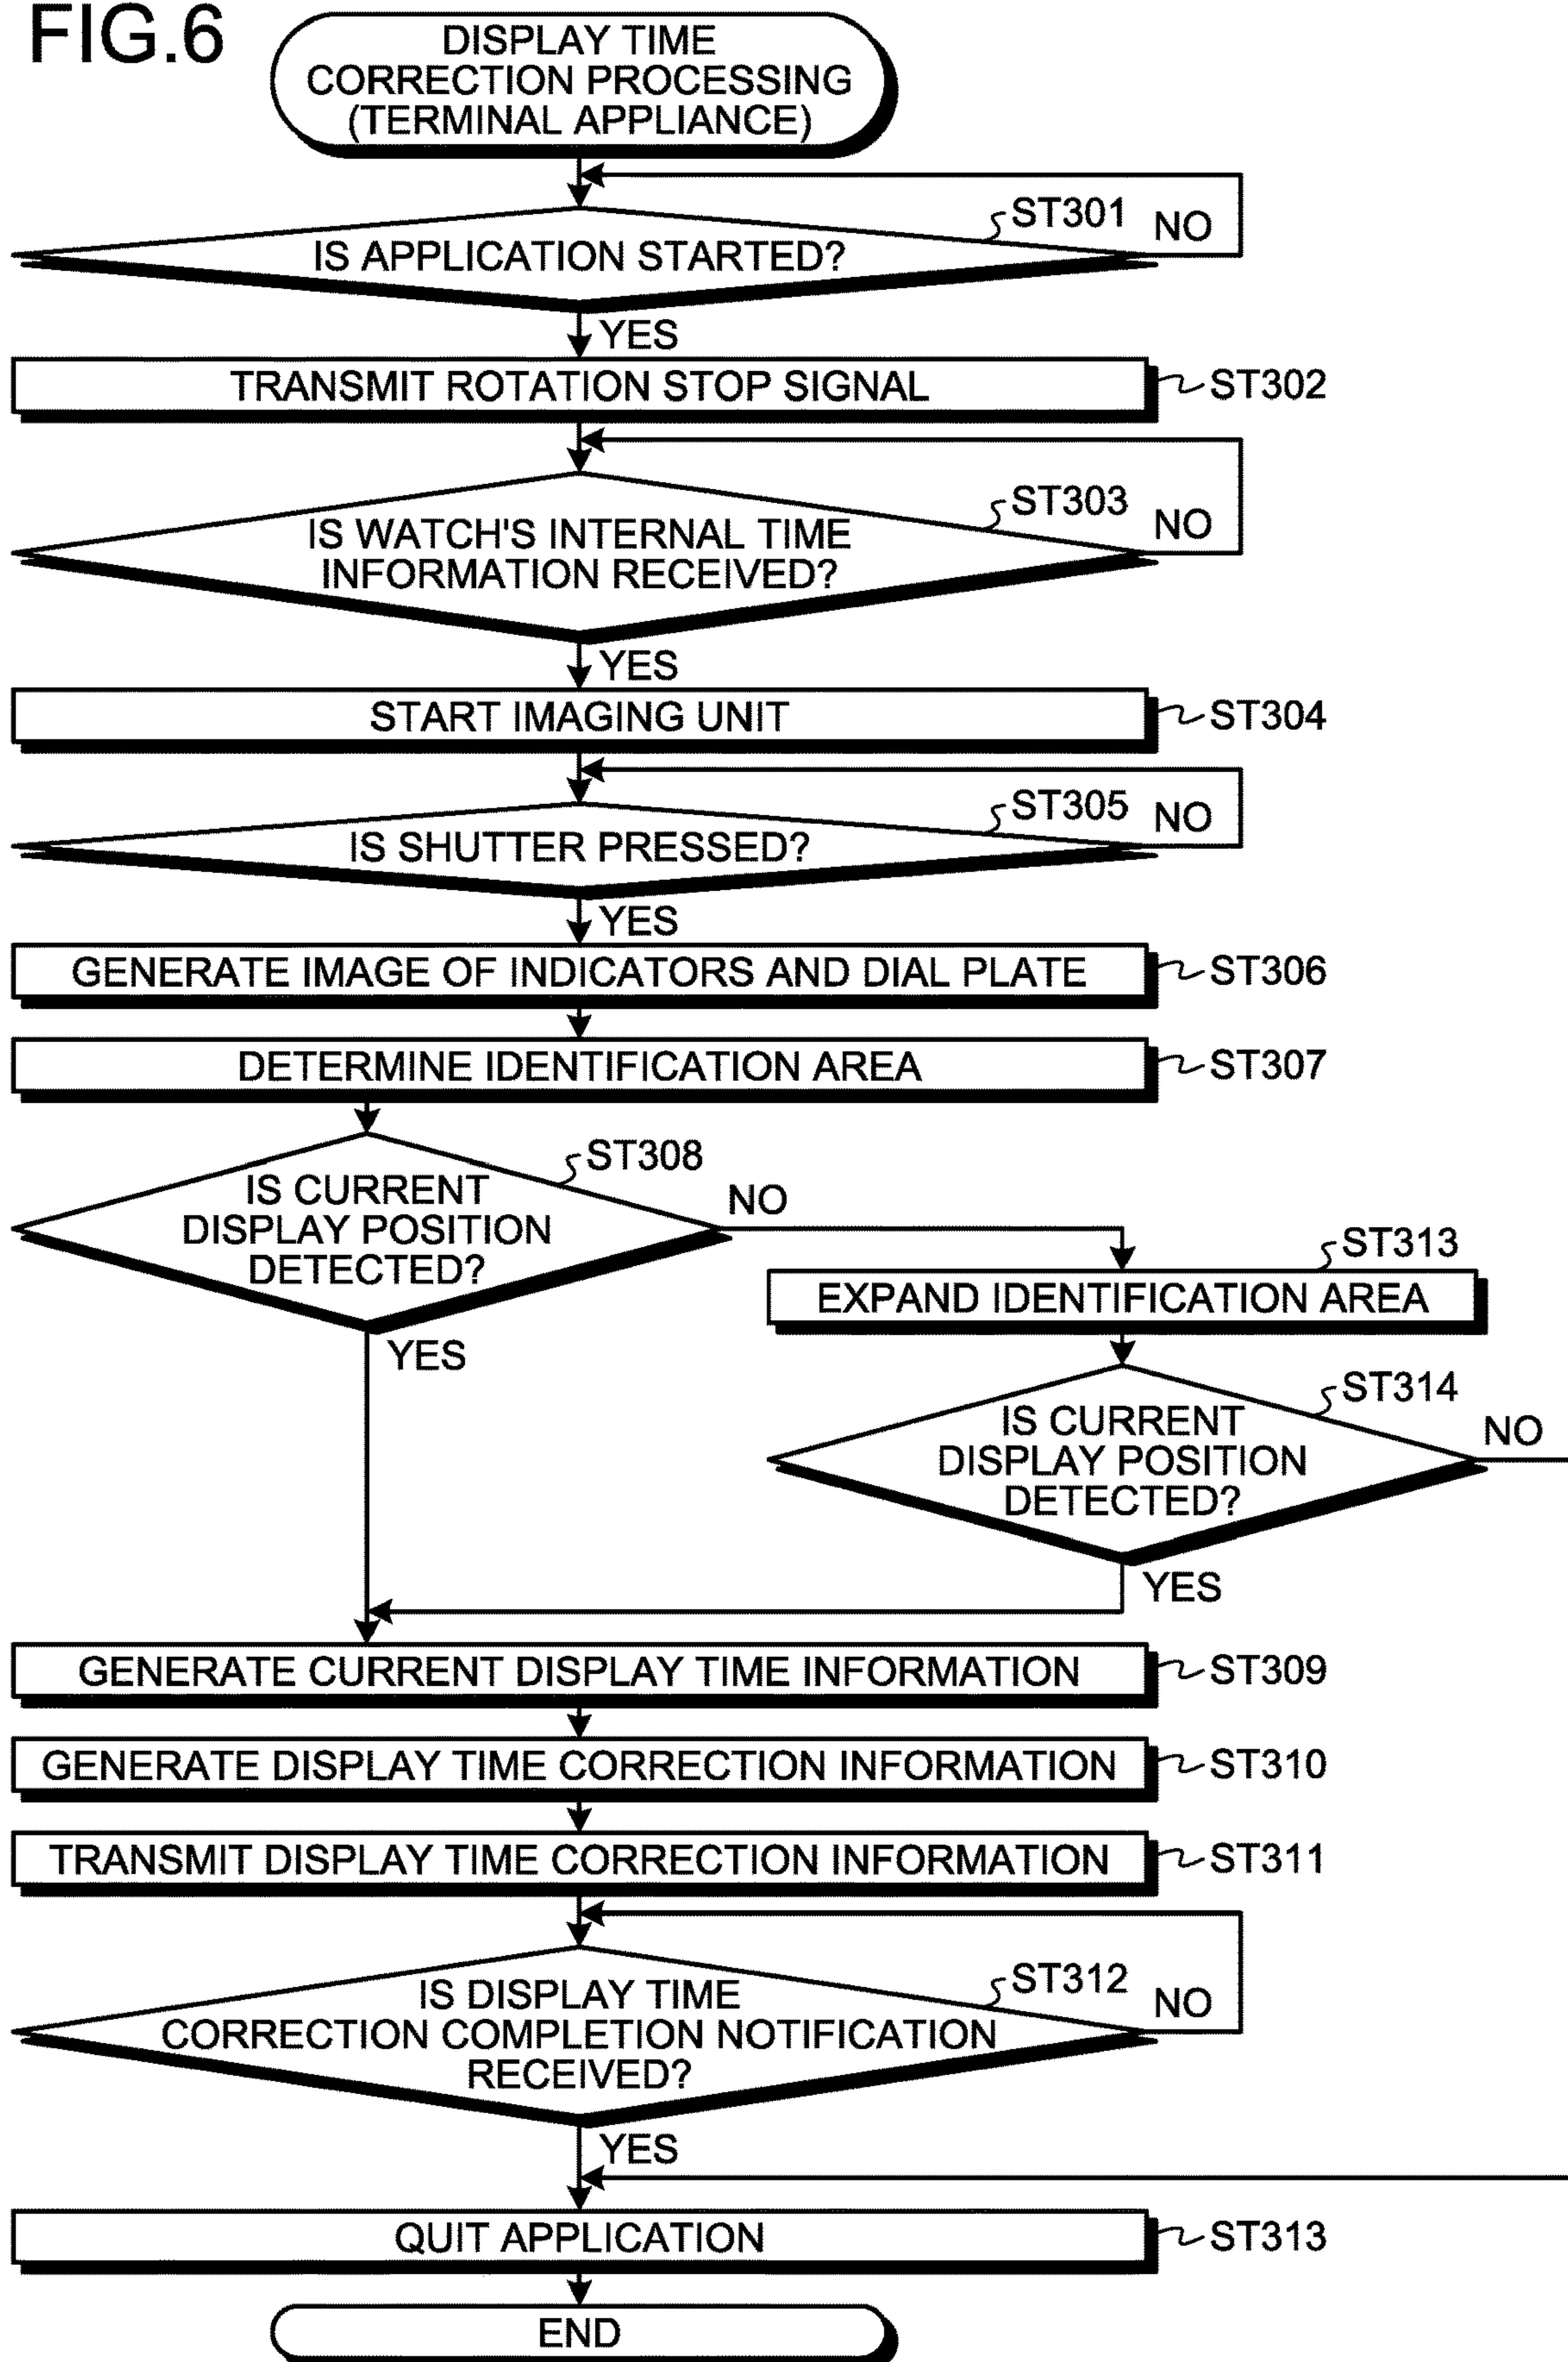 FIG.6
DISPLAY TIME
CORRECTION PROCESSING
(TERMINAL APPLIANCE)
ST301
NO
IS APPLICATION STARTED?
YES
TRANSMIT ROTATION STOP SIGNAL
ST302
ST303
NO
IS WATCH'S INTERNAL TIME
INFORMATION RECEIVED?
YES
START IMAGING UNIT
ST304
ST305
NO
IS SHUTTER PRESSED?
YES
GENERATE IMAGE OF INDICATORS AND DIAL PLATE
ST306
DETERMINE IDENTIFICATION AREA
ST307
ST308
IS CURRENT
DISPLAY POSITION
DETECTED?
NO
YES
ST313
EXPAND IDENTIFICATION AREA
ST314
IS CURRENT
DISPLAY POSITION
DETECTED?
NO
YES
GENERATE CURRENT DISPLAY TIME INFORMATION
ST309
GENERATE DISPLAY TIME CORRECTION INFORMATION
ST310
TRANSMIT DISPLAY TIME CORRECTION INFORMATION
ST311
ST312
NO
IS DISPLAY TIME
CORRECTION COMPLETION NOTIFICATION
RECEIVED?
YES
QUIT APPLICATION
ST313
END